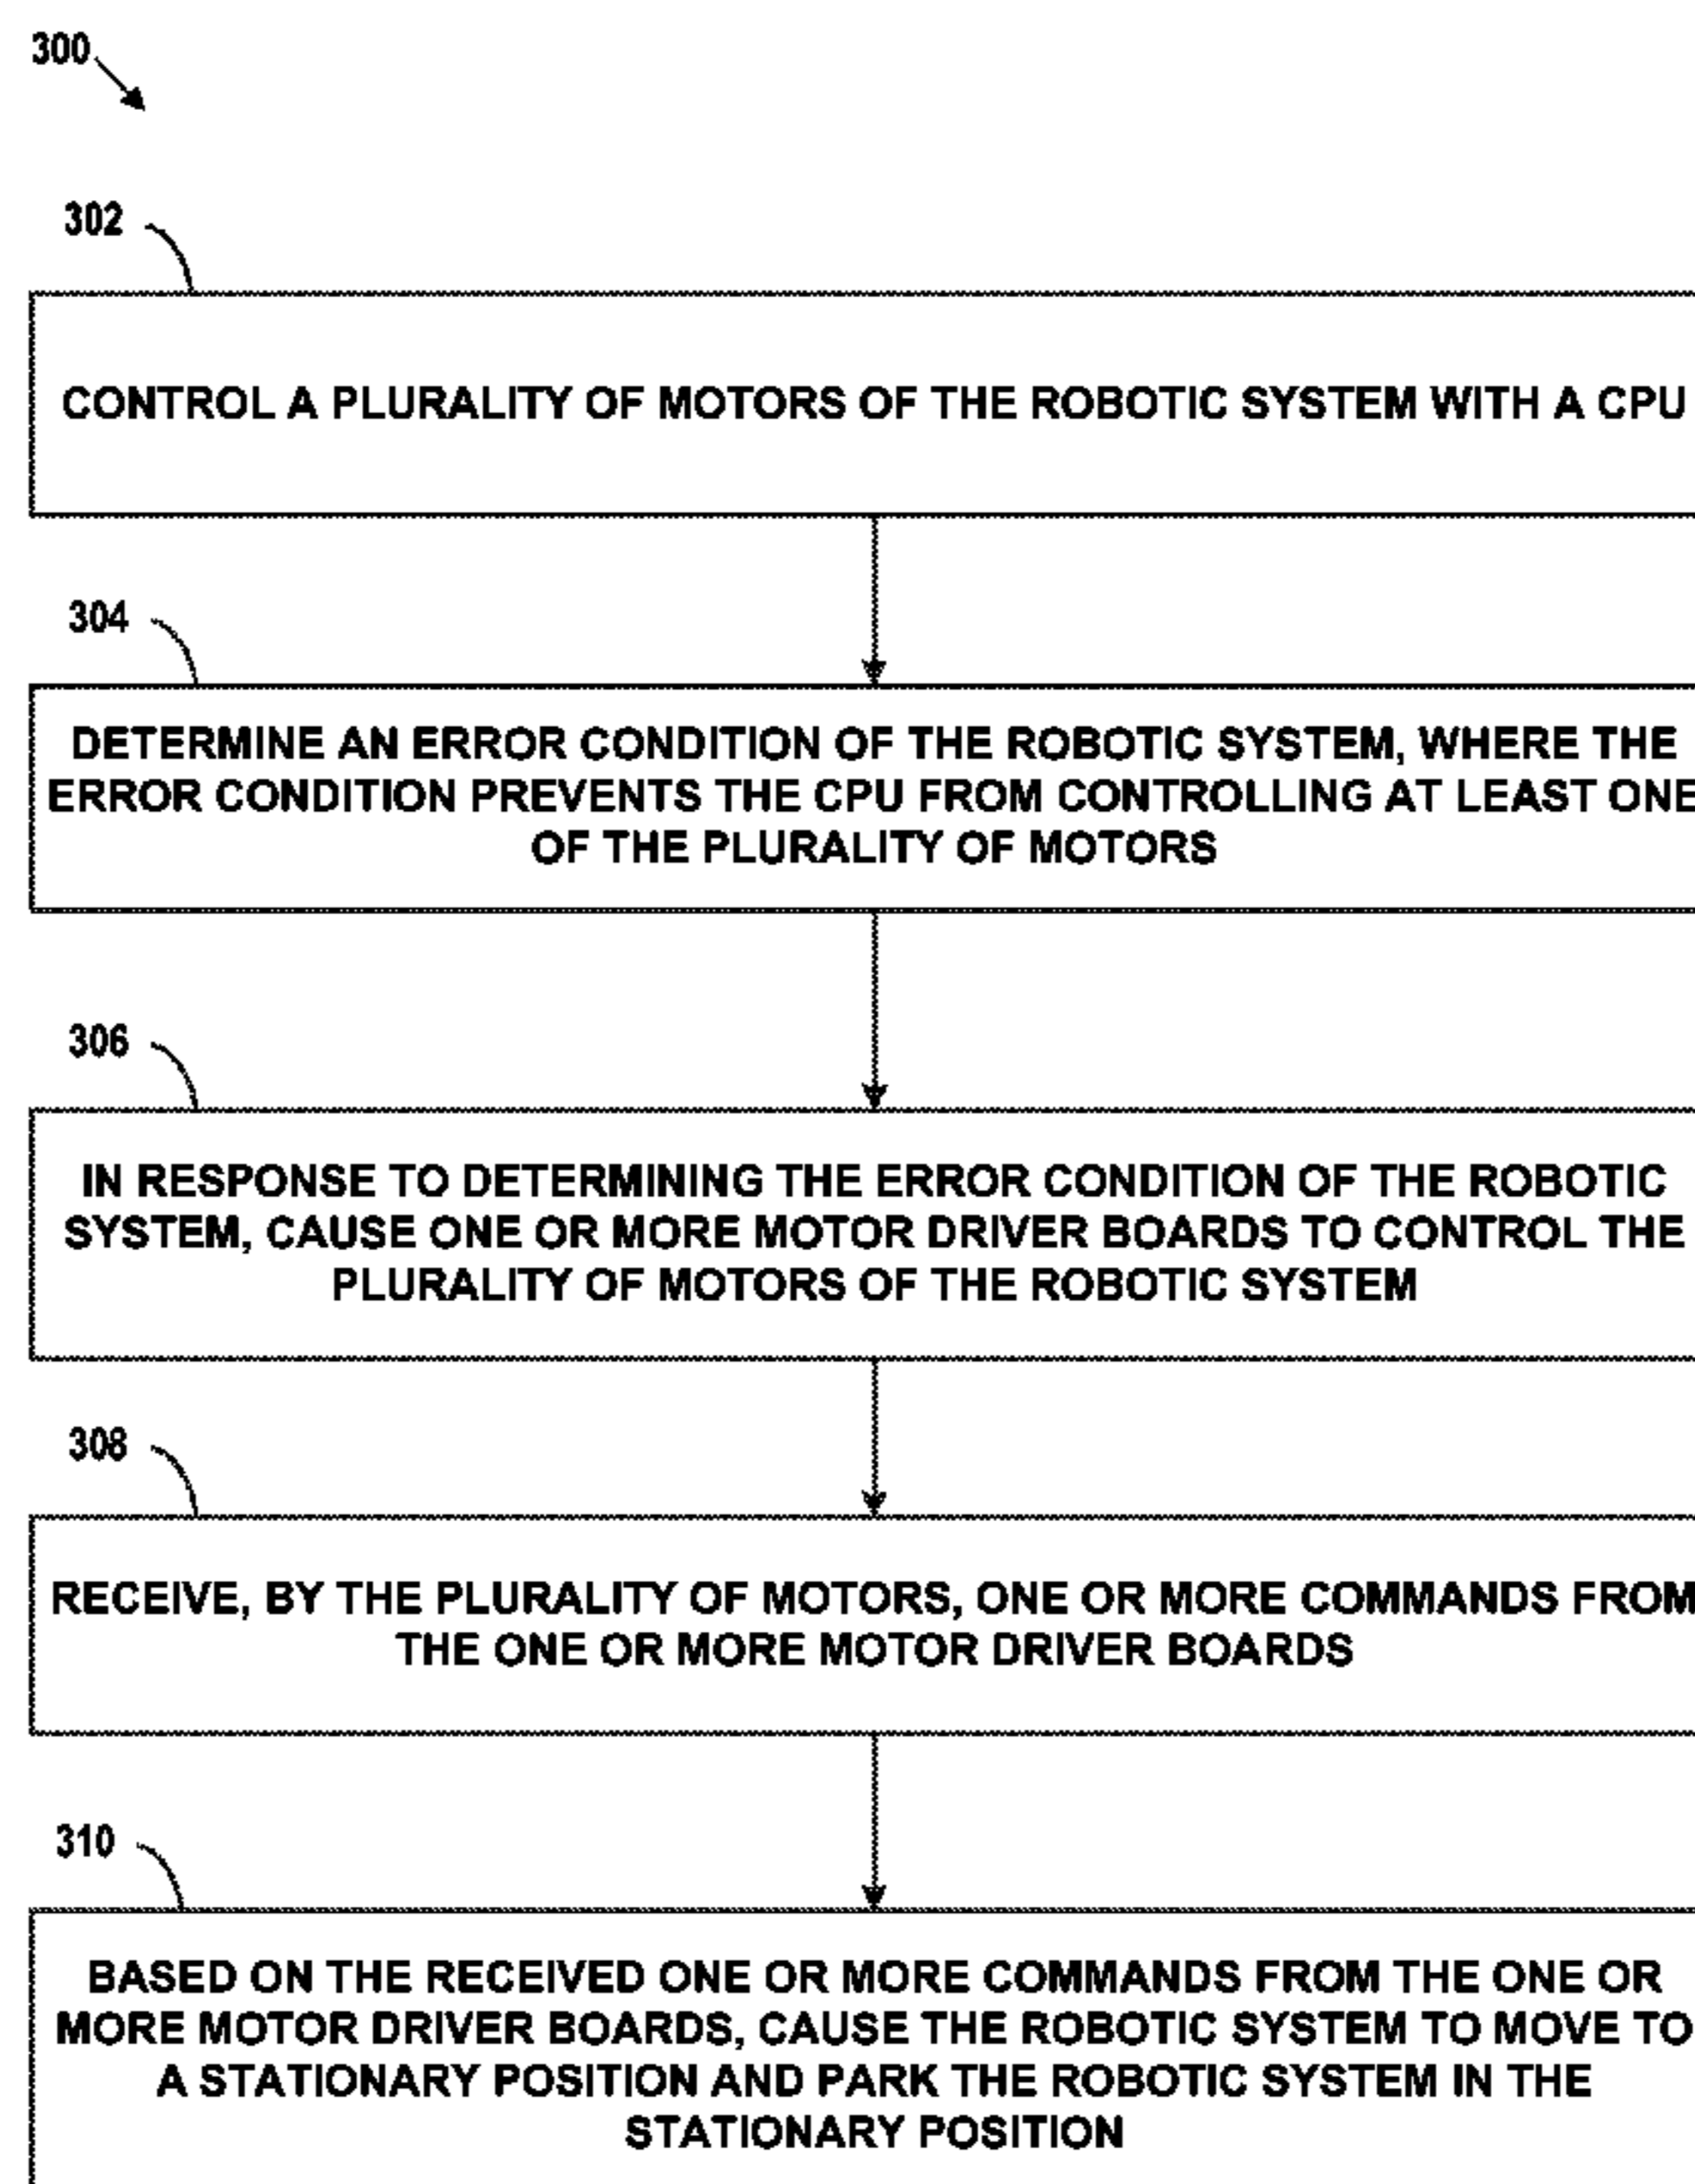 300
302
CONTROL A PLURALITY OF MOTORS OF THE ROBOTIC SYSTEM WITH A CPU
304
DETERMINE AN ERROR CONDITION OF THE ROBOTIC SYSTEM, WHERE THE
ERROR CONDITION PREVENTS THE CPU FROM CONTROLLING AT LEAST ONE
OF THE PLURALITY OF MOTORS
306
IN RESPONSE TO DETERMINING THE ERROR CONDITION OF THE ROBOTIC
SYSTEM, CAUSE ONE OR MORE MOTOR DRIVER BOARDS TO CONTROL THE
PLURALITY OF MOTORS OF THE ROBOTIC SYSTEM
308
RECEIVE, BY THE PLURALITY OF MOTORS, ONE OR MORE COMMANDS FROM
THE ONE OR MORE MOTOR DRIVER BOARDS
310
BASED ON THE RECEIVED ONE OR MORE COMMANDS FROM THE ONE OR
MORE MOTOR DRIVER BOARDS, CAUSE THE ROBOTIC SYSTEM TO MOVE TO
A STATIONARY POSITION AND PARK THE ROBOTIC SYSTEM IN THE
STATIONARY POSITION